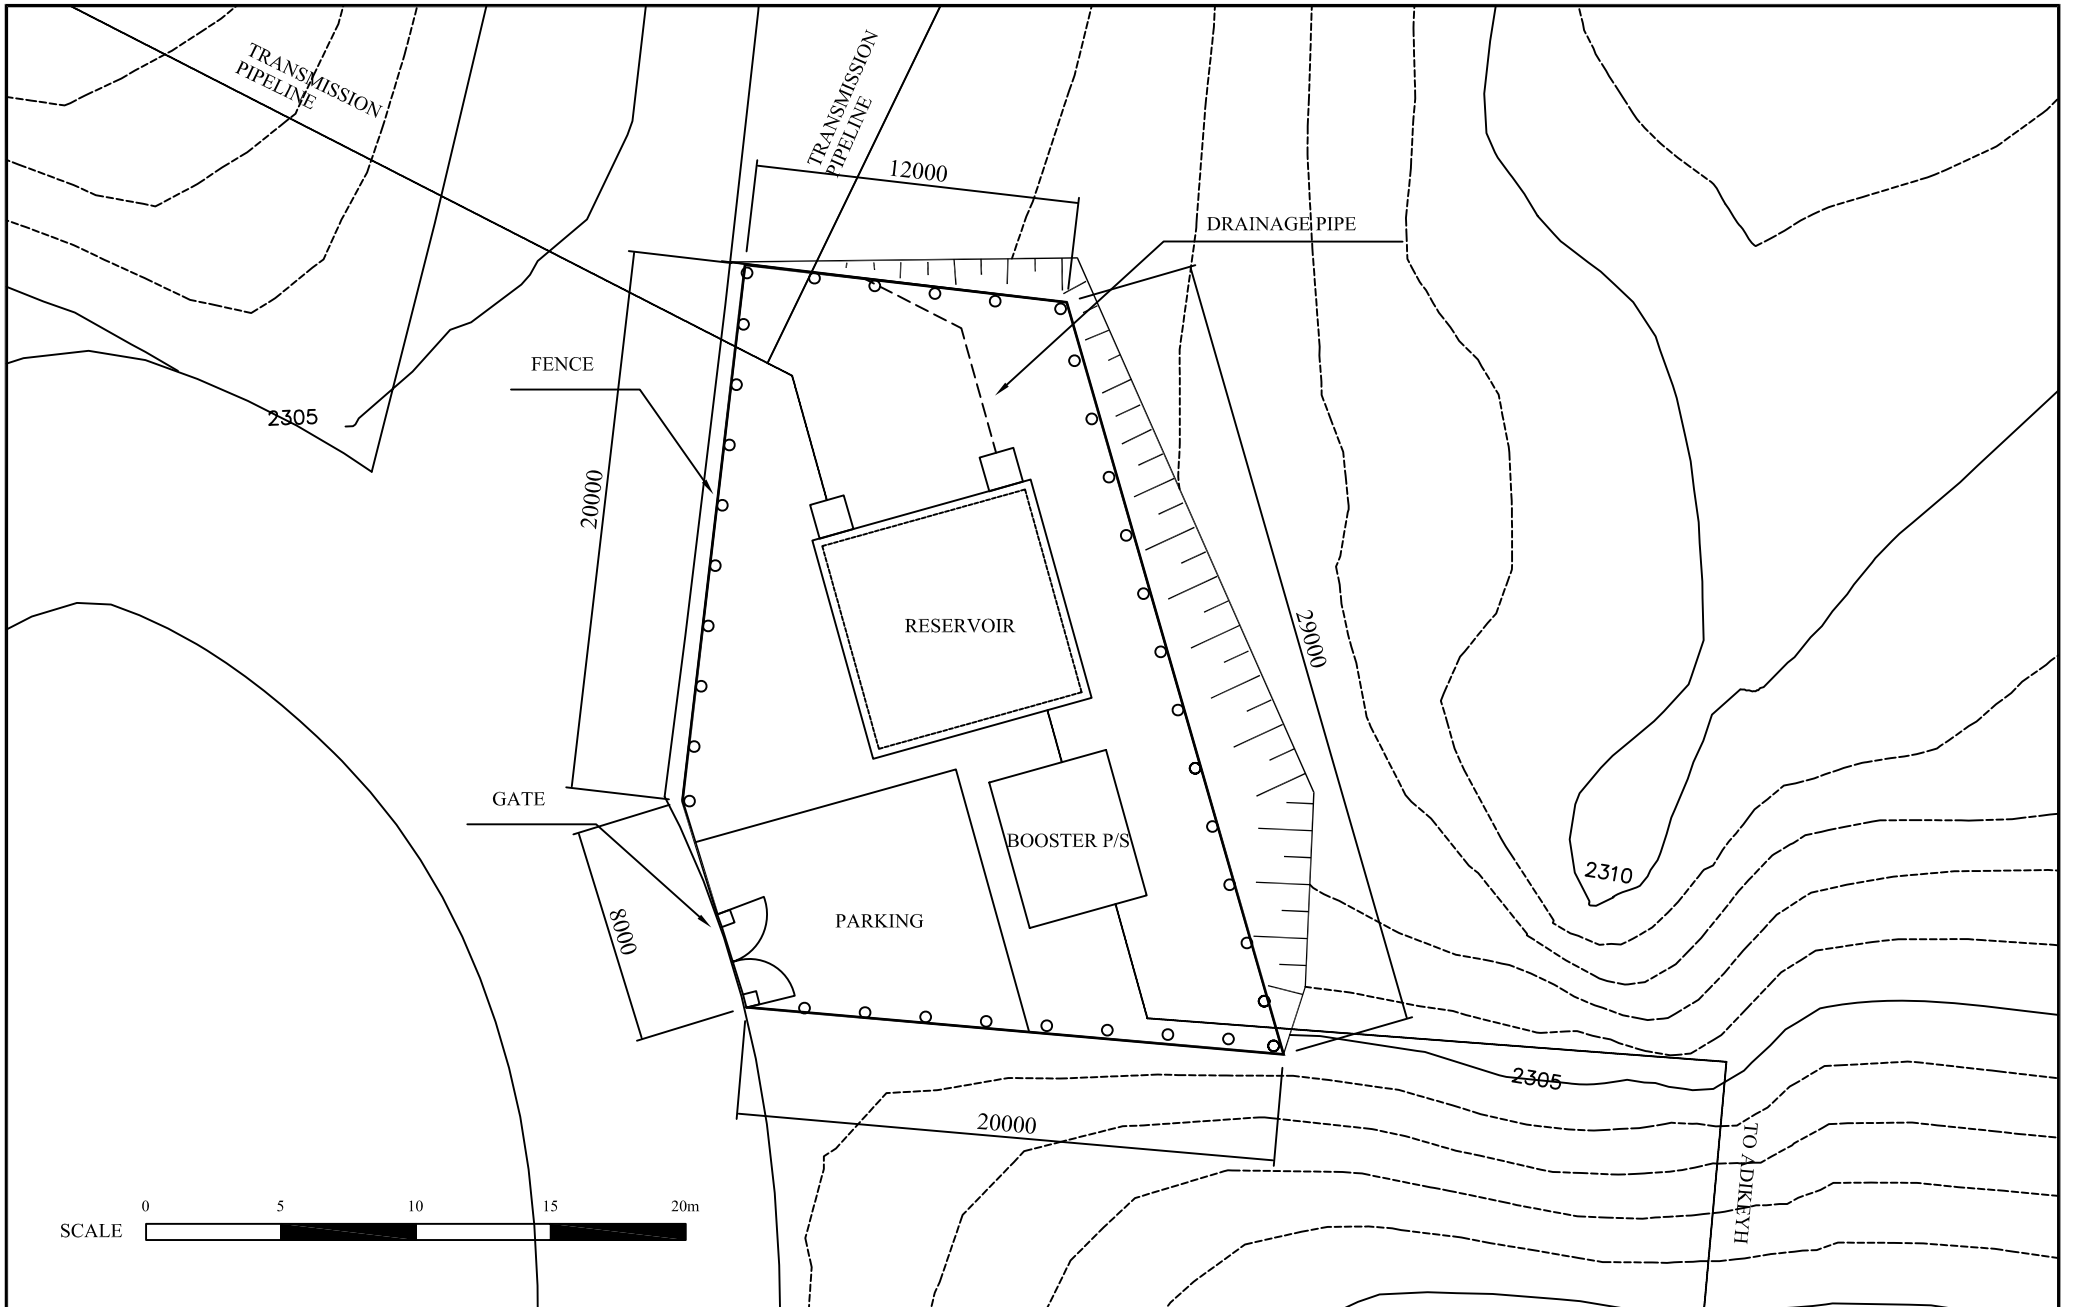 TRANSMISSION
PIPELINE
TRANSMISSION
PIPELINE
12000
DRAINAGE PIPE
FENCE
2305
20000
RESERVOIR
29000
GATE
BOOSTER P/S
2310
PARKING
8000
2305
20000
TO ADIKEYH
0 5 10 15 20m
SCALE